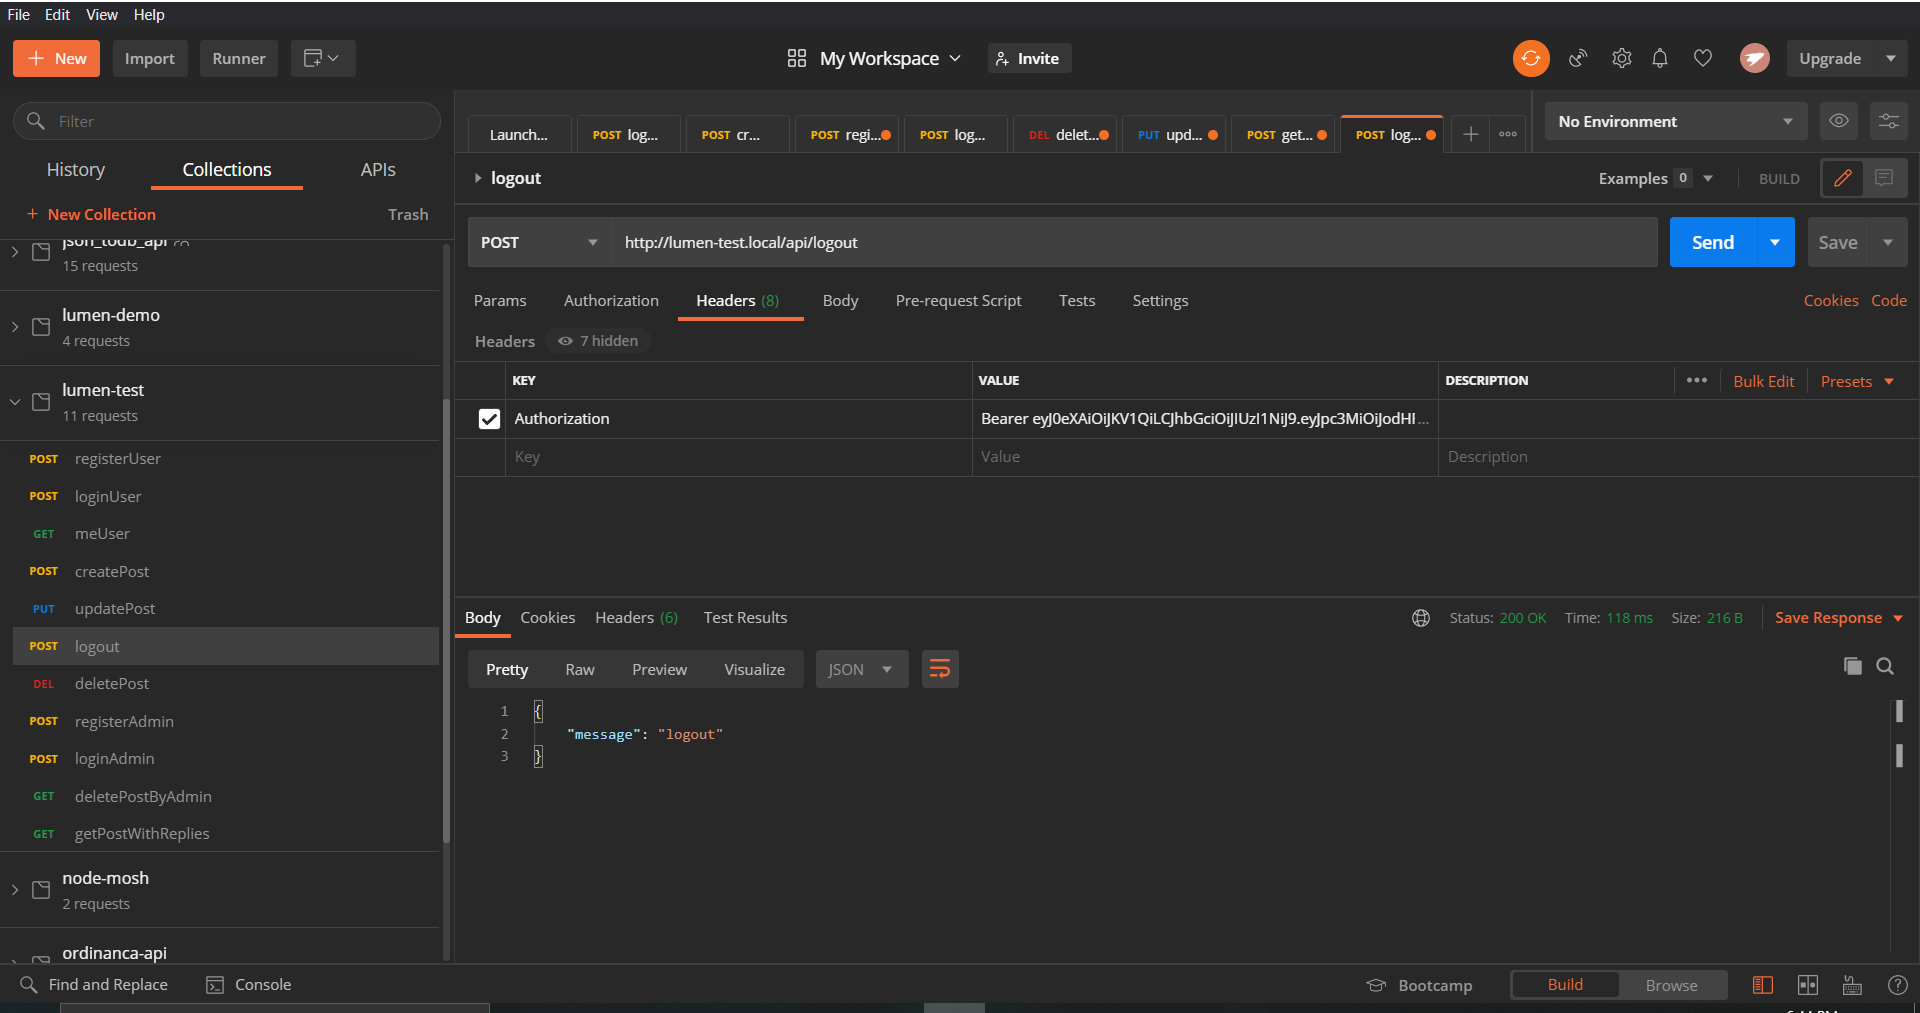 File Edit View Help
New Import Runner My Workspace Invite Upgrade
Filter
Launch... POST log... POST cr... POST regi... POST log... DEL delet... PUT upd... POST get... POST log... No Environment
History Collections APIs
logout Examples 0 BUILD
+ New Collection Trash
json_todb_api
15 requests
POST http://lumen-test.local/api/logout Send Save
Params Authorization Headers (8) Body Pre-request Script Tests Settings Cookies Code
lumen-demo
4 requests
Headers 7 hidden
KEY VALUE DESCRIPTION Bulk Edit Presets
lumen-test
11 requests
Authorization Bearer eyJ0eXAiOiJKV1QiLCJhbGciOiJIUzI1NiJ9.eyJpc3MiOiJodHl...
Key Value Description
POST registerUser
POST loginUser
GET meUser
POST createPost
PUT updatePost
POST logout
DEL deletePost
POST registerAdmin
POST loginAdmin
GET deletePostByAdmin
GET getPostWithReplies
node-mosh
2 requests
ordinanca-api
Body Cookies Headers (6) Test Results Status: 200 OK Time: 118 ms Size: 216 B Save Response
Pretty Raw Preview Visualize JSON
1 {
2 "message": "logout"
3 }
Find and Replace Console Bootcamp Build Browse